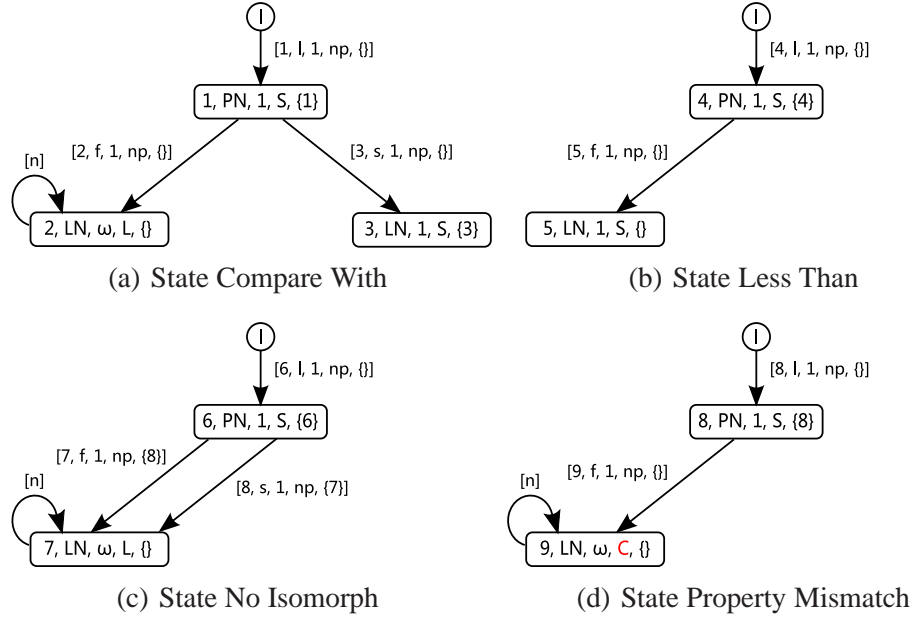 l
[1, l, 1, np, {}]
1, PN, 1, S, {1}
[2, f, 1, np, {}]
[3, s, 1, np, {}]
[n]
2, LN, ω, L, {}
3, LN, 1, S, {3}
(a) State Compare With
l
[4, l, 1, np, {}]
4, PN, 1, S, {4}
[5, f, 1, np, {}]
5, LN, 1, S, {}
(b) State Less Than
l
[6, l, 1, np, {}]
6, PN, 1, S, {6}
[7, f, 1, np, {8}]
[8, s, 1, np, {7}]
[n]
7, LN, ω, L, {}
(c) State No Isomorph
l
[8, l, 1, np, {}]
8, PN, 1, S, {8}
[9, f, 1, np, {}]
[n]
9, LN, ω, C, {}
(d) State Property Mismatch